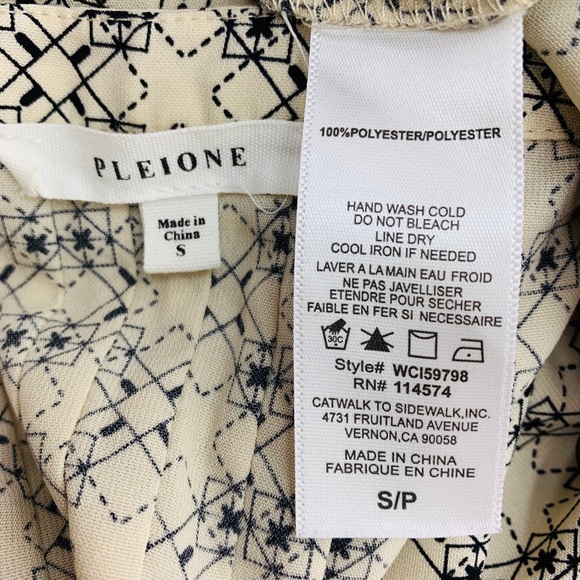 PLEIONE
Made in
China
S
100%POLYESTER/POLYESTER
HAND WASH COLD
DO NOT BLEACH
LINE DRY
COOL IRON IF NEEDED
LAVER A LA MAIN EAU FROID
NE PAS JAVELLISER
ETENDRE POUR SECHER
FAIBLE EN FER SI NECESSAIRE
30C
Style# WCI59798
RN# 114574
CATWALK TO SIDEWALK,INC.
4731 FRUITLAND AVENUE
VERNON,CA 90058
MADE IN CHINA
FABRIQUE EN CHINE
S/P